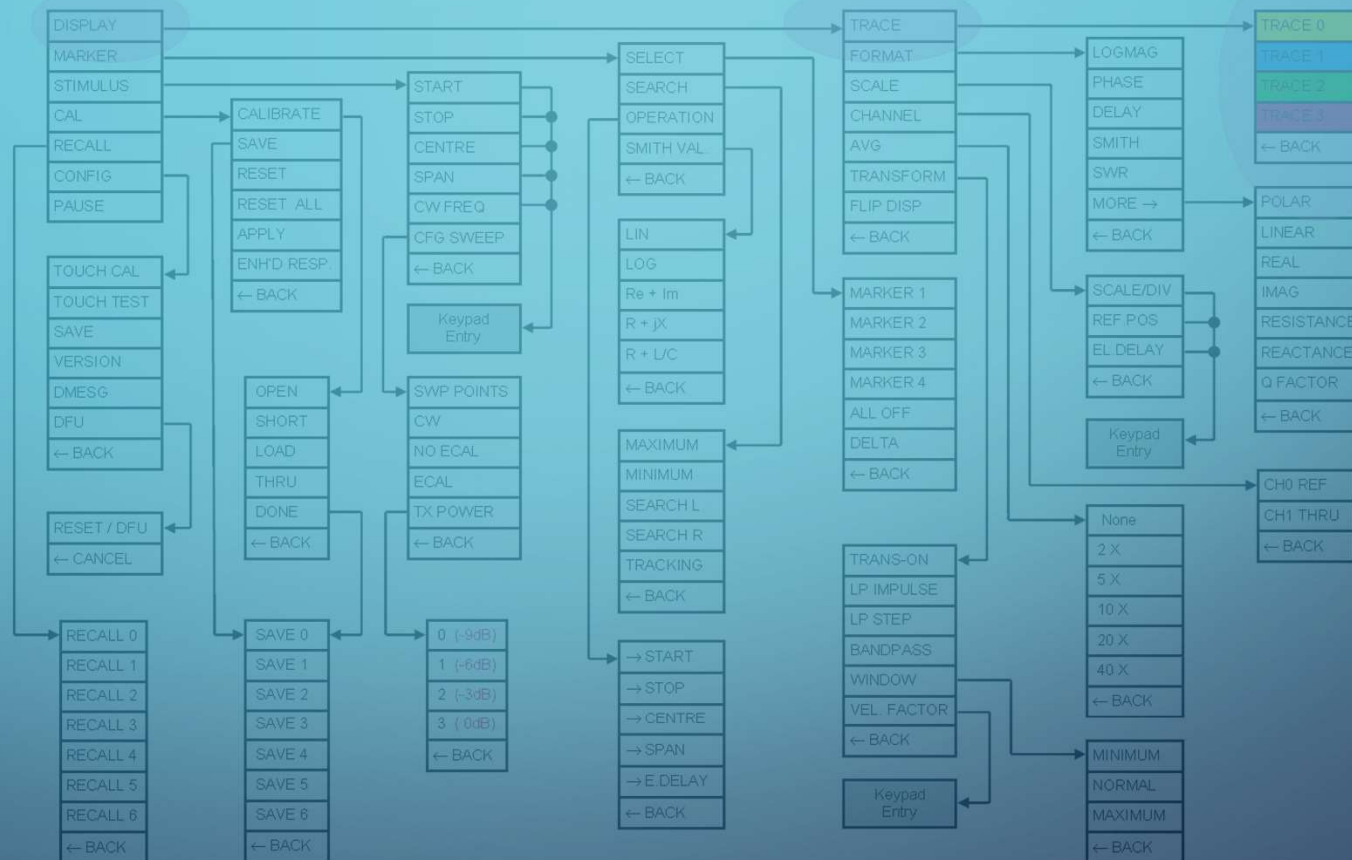 DISPLAY
MARKER
STIMULUS
CAL
RECALL
CONFIG
PAUSE
TOUCH CAL
TOUCH TEST
SAVE
VERSION
DMESG
DFU
← BACK
RESET / DFU
← CANCEL
RECALL 0
RECALL 1
RECALL 2
RECALL 3
RECALL 4
RECALL 5
RECALL 6
← BACK
CALIBRATE
SAVE
RESET
RESET ALL
APPLY
ENH'D RESP.
← BACK
OPEN
SHORT
LOAD
THRU
DONE
← BACK
SAVE 0
SAVE 1
SAVE 2
SAVE 3
SAVE 4
SAVE 5
SAVE 6
← BACK
START
STOP
CENTRE
SPAN
CW FREQ
CFG SWEEP
← BACK
Keypad
Entry
SWP POINTS
CW
NO ECAL
ECAL
TX POWER
← BACK
0 (-9dB)
1 (-6dB)
2 (-3dB)
3 ( 0dB)
← BACK
SELECT
SEARCH
OPERATION
SMITH VAL.
← BACK
LIN
LOG
Re + Im
R + jX
R + L/C
← BACK
MAXIMUM
MINIMUM
SEARCH L
SEARCH R
TRACKING
← BACK
→ START
→ STOP
→ CENTRE
→ SPAN
→ E.DELAY
← BACK
TRACE
FORMAT
SCALE
CHANNEL
AVG
TRANSFORM
FLIP DISP
← BACK
MARKER 1
MARKER 2
MARKER 3
MARKER 4
ALL OFF
DELTA
← BACK
TRANS-ON
LP IMPULSE
LP STEP
BANDPASS
WINDOW
VEL. FACTOR
← BACK
Keypad
Entry
LOGMAG
PHASE
DELAY
SMITH
SWR
MORE →
← BACK
SCALE/DIV
REF POS
EL DELAY
← BACK
Keypad
Entry
None
2 X
5 X
10 X
20 X
40 X
← BACK
MINIMUM
NORMAL
MAXIMUM
← BACK
TRACE 0
TRACE 1
TRACE 2
TRACE 3
← BACK
POLAR
LINEAR
REAL
IMAG
RESISTANCE
REACTANCE
Q FACTOR
← BACK
CH0 REF
CH1 THRU
← BACK